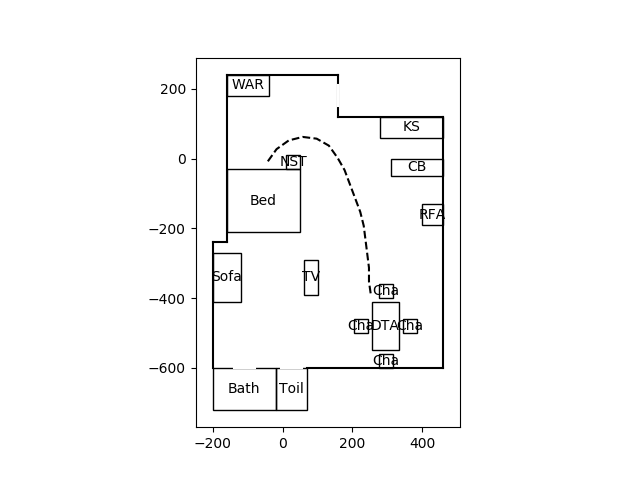 200
0
−200
−400
−600
−200
0
200
400
WAR
KS
NST
CB
Bed
RFA
Sofa
TV
Cha
Cha
DTA
Cha
Cha
Bath
Toil